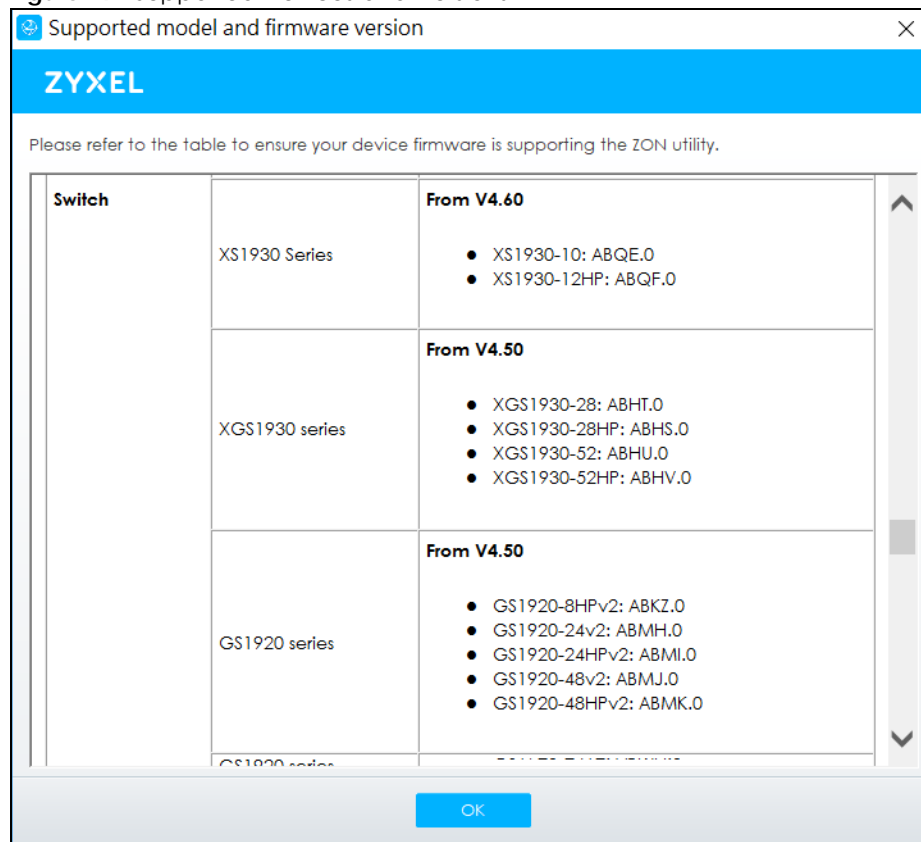 Supported model and firmware version
ZYXEL
Please refer to the table to ensure your device firmware is supporting the ZON utility.
Switch
XS1930 Series
From V4.60
● XS1930-10: ABQE.0
● XS1930-12HP: ABQF.0
XGS1930 series
From V4.50
● XGS1930-28: ABHT.0
● XGS1930-28HP: ABHS.0
● XGS1930-52: ABHU.0
● XGS1930-52HP: ABHV.0
GS1920 series
From V4.50
● GS1920-8HPv2: ABKZ.0
● GS1920-24v2: ABMH.0
● GS1920-24HPv2: ABMI.0
● GS1920-48v2: ABMJ.0
● GS1920-48HPv2: ABMK.0
OK